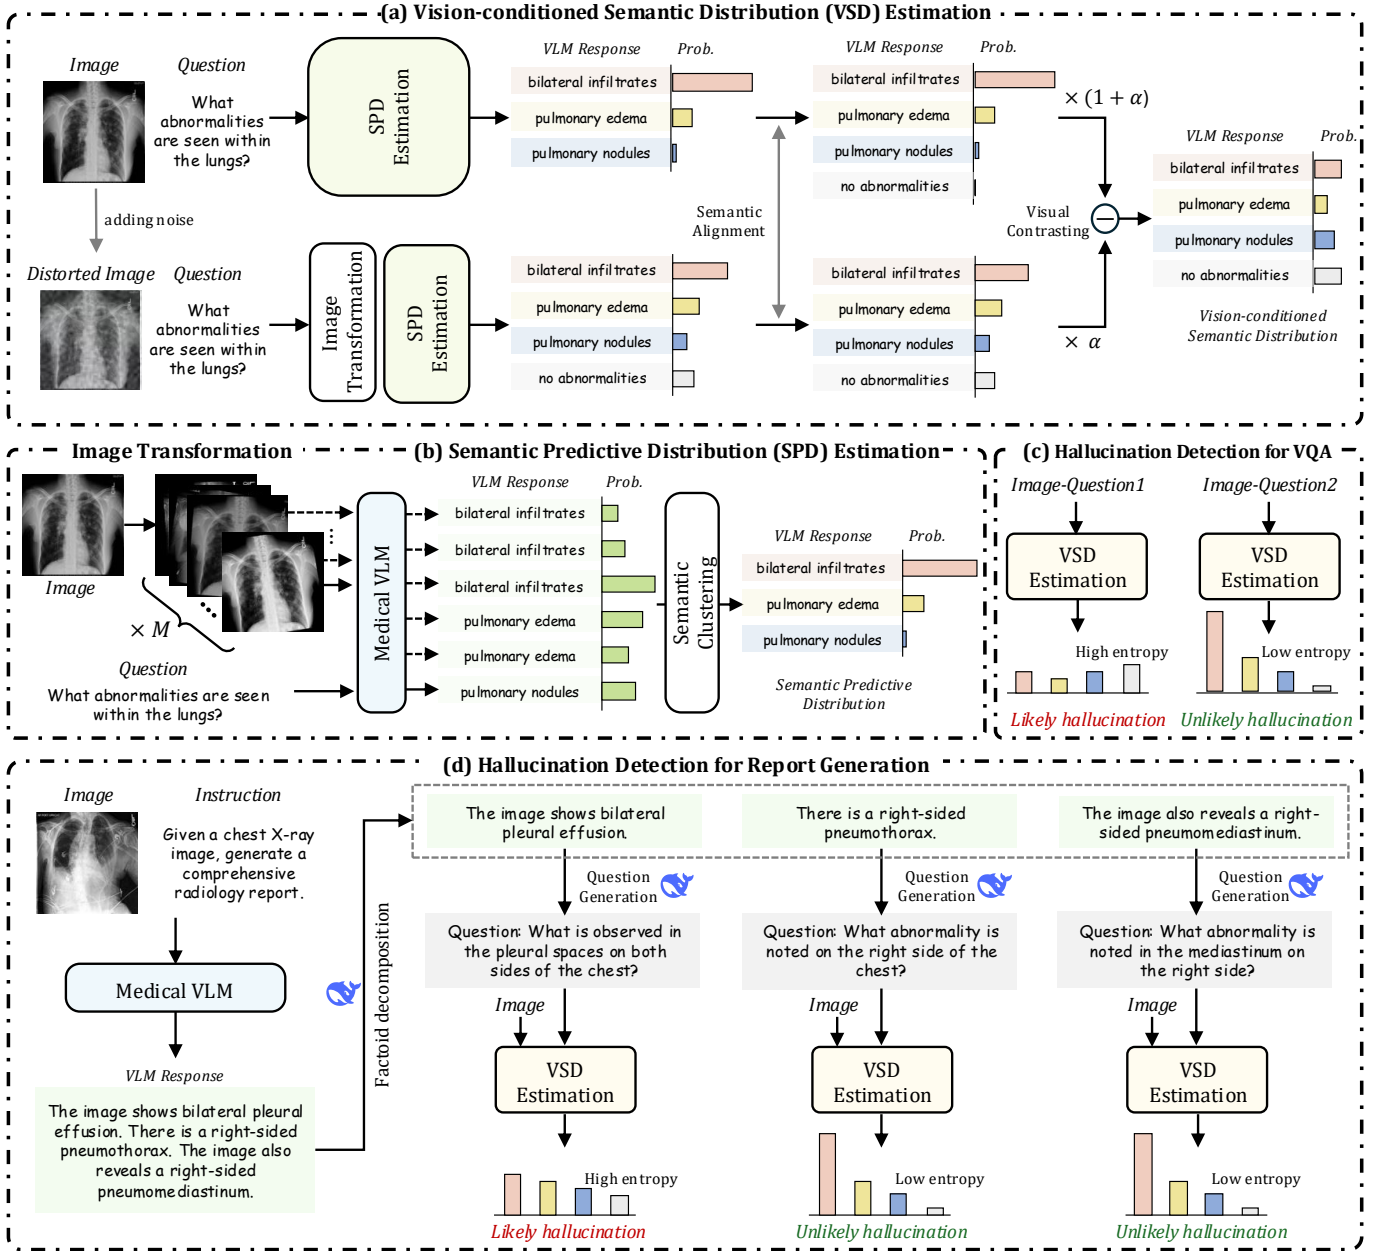 (a) Vision-conditioned Semantic Distribution (VSD) Estimation
Image
Question
What
abnormalities
are seen within
the lungs?
SPD
Estimation
VLM Response
Prob.
bilateral infiltrates
pulmonary edema
pulmonary nodules
VLM Response
Prob.
bilateral infiltrates
pulmonary edema
pulmonary nodules
no abnormalities
× (1 + α)
adding noise
Semantic
Alignment
Visual
Contrasting
−
VLM Response
Prob.
bilateral infiltrates
pulmonary edema
pulmonary nodules
no abnormalities
Vision-conditioned
Semantic Distribution
Distorted Image
Question
What
abnormalities
are seen within
the lungs?
Image
Transformation
SPD
Estimation
bilateral infiltrates
pulmonary edema
pulmonary nodules
no abnormalities
bilateral infiltrates
pulmonary edema
pulmonary nodules
no abnormalities
× α
Image Transformation
(b) Semantic Predictive Distribution (SPD) Estimation
Image
× M
Question
What abnormalities are seen
within the lungs?
Medical VLM
VLM Response
Prob.
bilateral infiltrates
bilateral infiltrates
bilateral infiltrates
pulmonary edema
pulmonary edema
pulmonary nodules
Semantic
Clustering
VLM Response
Prob.
bilateral infiltrates
pulmonary edema
pulmonary nodules
Semantic Predictive
Distribution
(c) Hallucination Detection for VQA
Image-Question1
Image-Question2
VSD
Estimation
VSD
Estimation
High entropy
Low entropy
Likely hallucination
Unlikely hallucination
(d) Hallucination Detection for Report Generation
Image
Instruction
Given a chest X-ray
image, generate a
comprehensive
radiology report.
Medical VLM
VLM Response
The image shows bilateral pleural
effusion. There is a right-sided
pneumothorax. The image also
reveals a right-sided
pneumomediastinum.
Factoid decomposition
The image shows bilateral
pleural effusion.
There is a right-sided
pneumothorax.
The image also reveals a right-
sided pneumomediastinum.
Question
Generation
Question
Generation
Question
Generation
Question: What is observed in
the pleural spaces on both
sides of the chest?
Question: What abnormality is
noted on the right side of the
chest?
Question: What abnormality is
noted in the mediastinum on
the right side?
Image
Image
Image
VSD
Estimation
VSD
Estimation
VSD
Estimation
High entropy
Low entropy
Low entropy
Likely hallucination
Unlikely hallucination
Unlikely hallucination